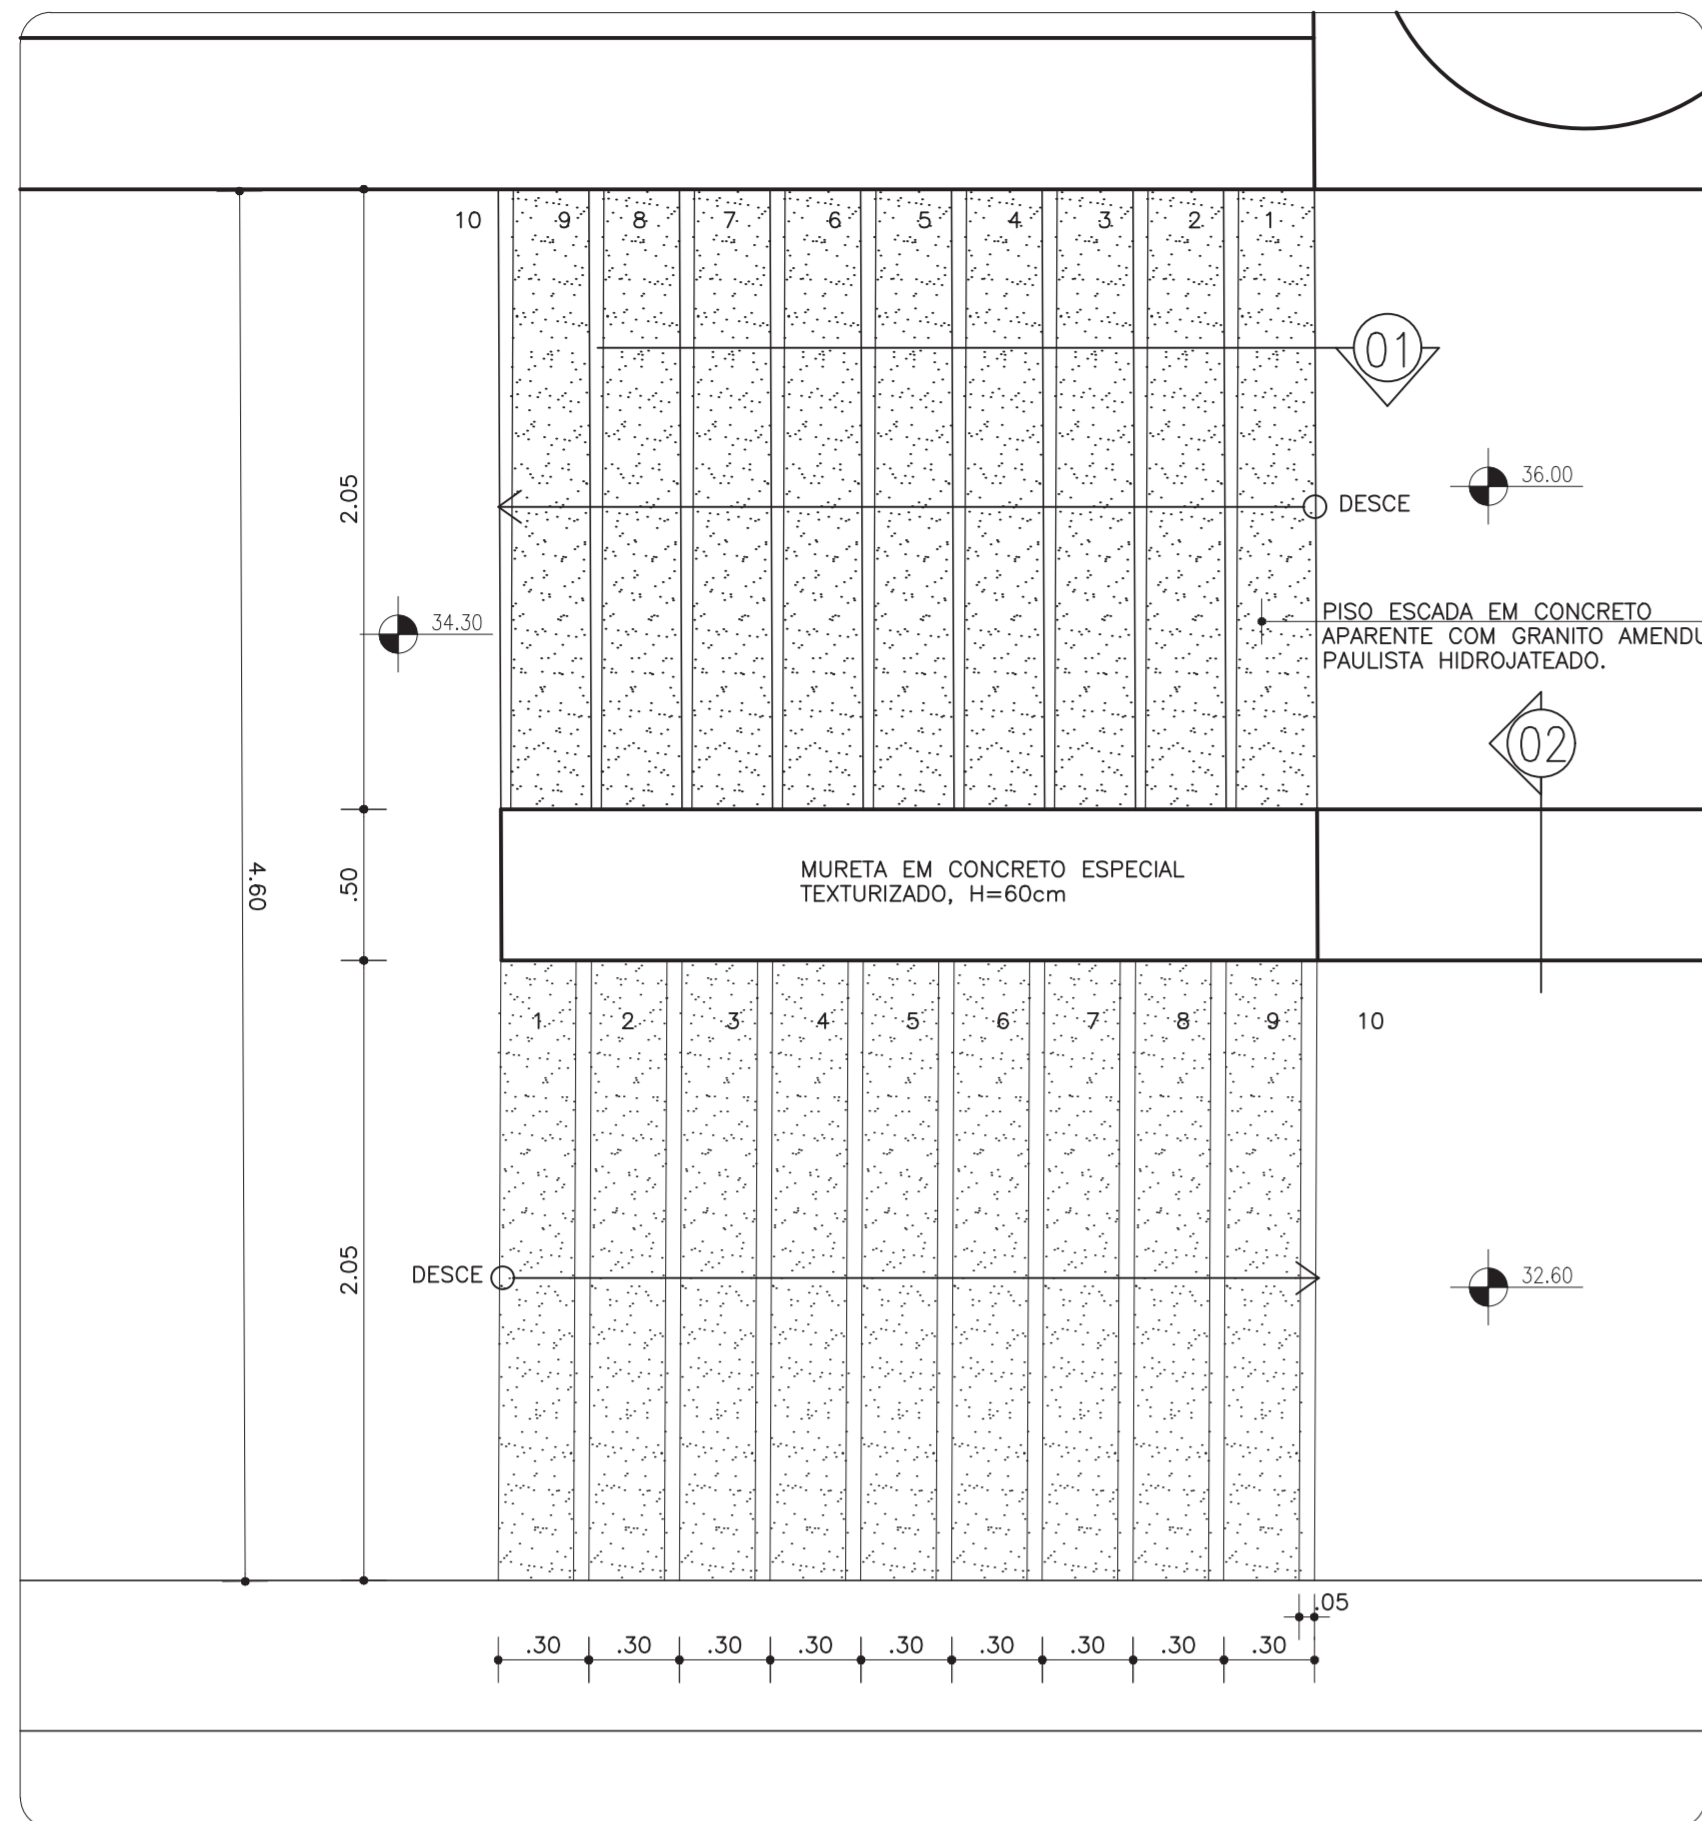 10 9 8 7 6 5 4 3 2 1
01
36.00
2.05
DESCE
34.30
PISO ESCADA EM CONCRETO
APARENTE COM GRANITO
PAULISTA HIDROJATEADO.
02
4.60
.50
MURETA EM CONCRETO ESPECIAL
TEXTURIZADO, H=60cm
1 2 3 4 5 6 7 8 9 10
2.05
DESCE
32.60
.05
.30 .30 .30 .30 .30 .30 .30 .30 .30